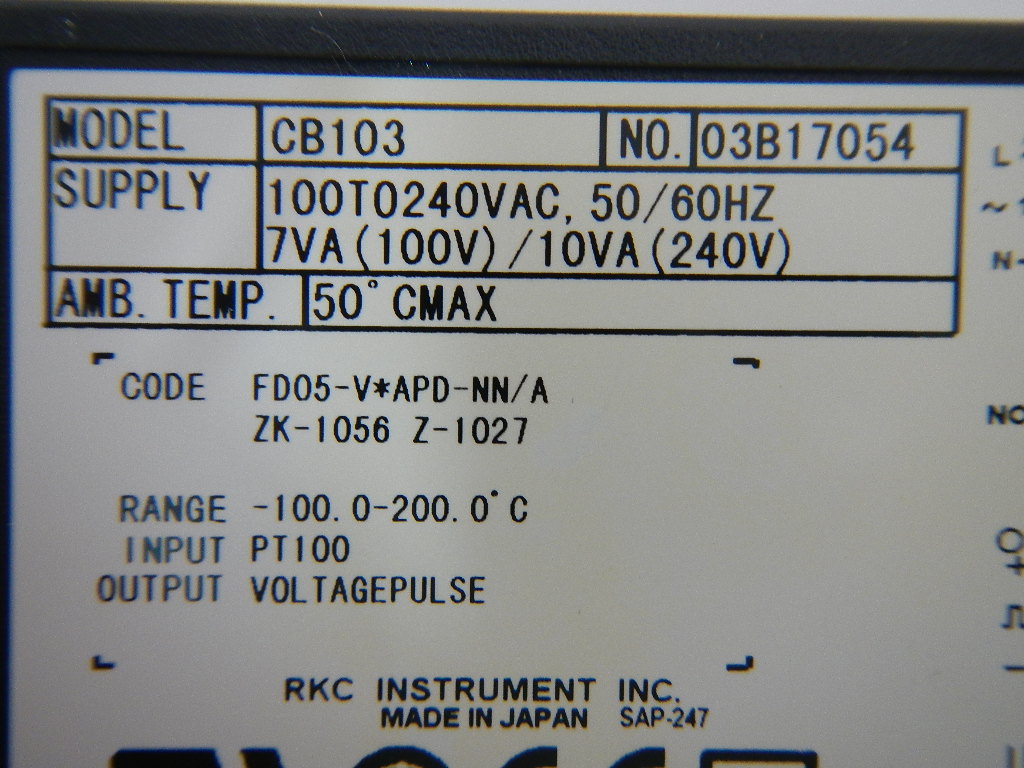 MODEL CB103 NO. 03B17054
SUPPLY 100TO240VAC, 50/60HZ
7VA(100V)/10VA(240V)
AMB. TEMP. 50°CMAX
CODE FD05-V*APD-NN/A
ZK-1056 Z-1027
RANGE -100.0-200.0°C
INPUT PT100
OUTPUT VOLTAGEPULSE
RKC INSTRUMENT INC.
MADE IN JAPAN SAP-247
L
~
N
NO